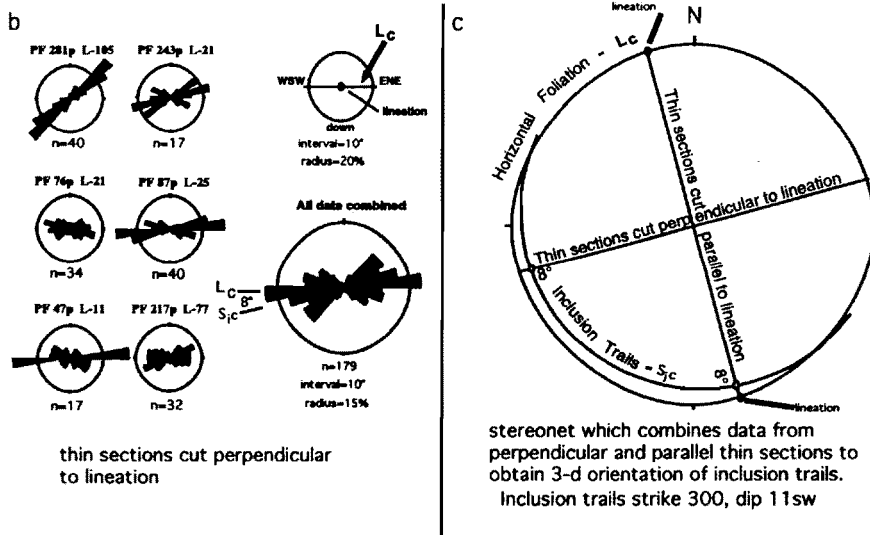 b
PF 281p L-105
n=40
PF 243p L-21
n=17
PF 76p L-21
n=34
PF 87p L-25
n=40
PF 47p L-11
n=17
PF 217p L-77
n=32
Lc
WSW
ENE
lineation
down
interval=10°
radius=20%
All data combined
Lc
8°
Sic
n=179
interval=10°
radius=15%
thin sections cut perpendicular
to lineation
c
lineation
N
Horizontal Foliation - Lc
Thin sections cut parallel to lineation
Thin sections cut perpendicular to lineation
8°
Inclusion Trails - Sic
8°
lineation
stereonet which combines data from
perpendicular and parallel thin sections to
obtain 3-d orientation of inclusion trails.
Inclusion trails strike 300, dip 11sw